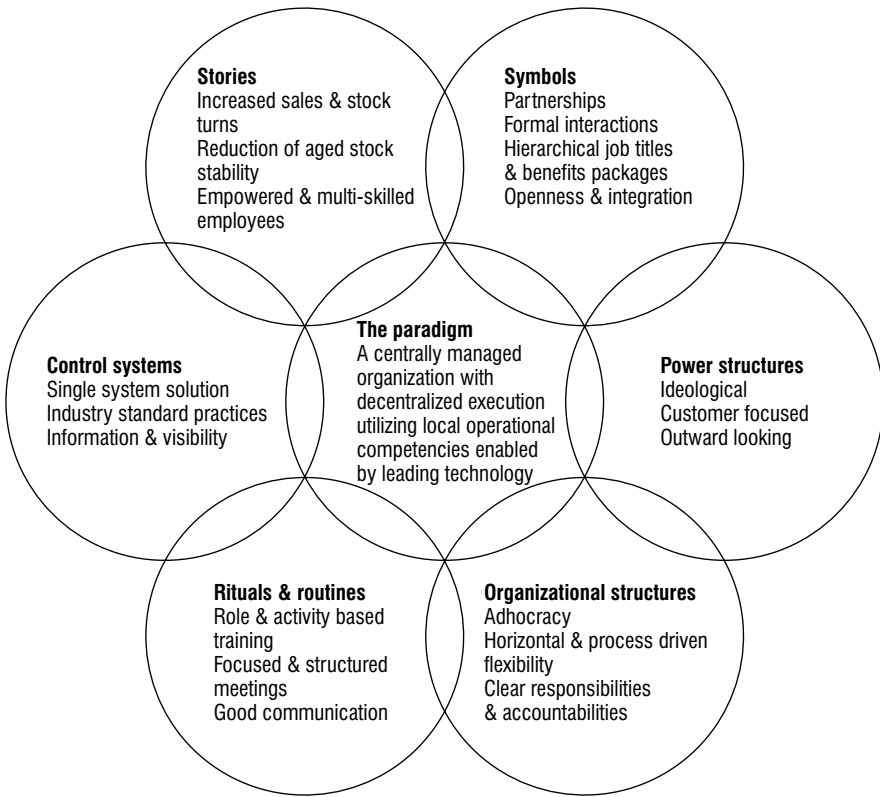 Stories
Increased sales & stock
turns
Reduction of aged stock
stability
Empowered & multi-skilled
employees
Symbols
Partnerships
Formal interactions
Hierarchical job titles
& benefits packages
Openness & integration
Control systems
Single system solution
Industry standard practices
Information & visibility
The paradigm
A centrally managed
organization with
decentralized execution
utilizing local operational
competencies enabled
by leading technology
Power structures
Ideological
Customer focused
Outward looking
Rituals & routines
Role & activity based
training
Focused & structured
meetings
Good communication
Organizational structures
Adhocracy
Horizontal & process driven
flexibility
Clear responsibilities
& accountabilities